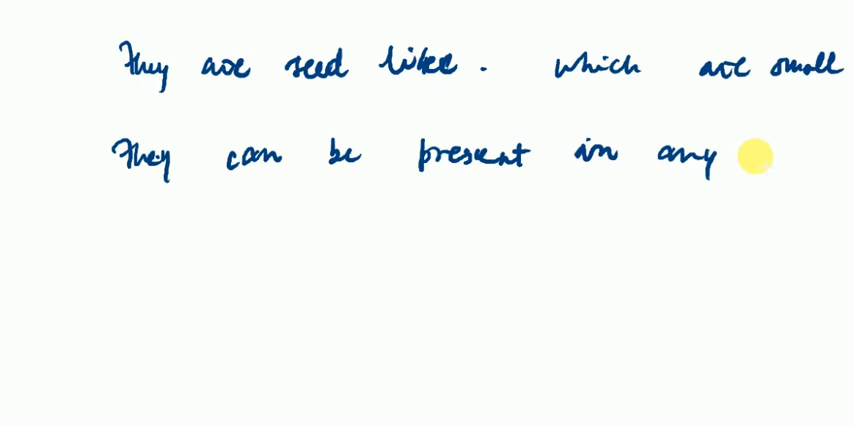 They are seed like. which are small
They can be present in any